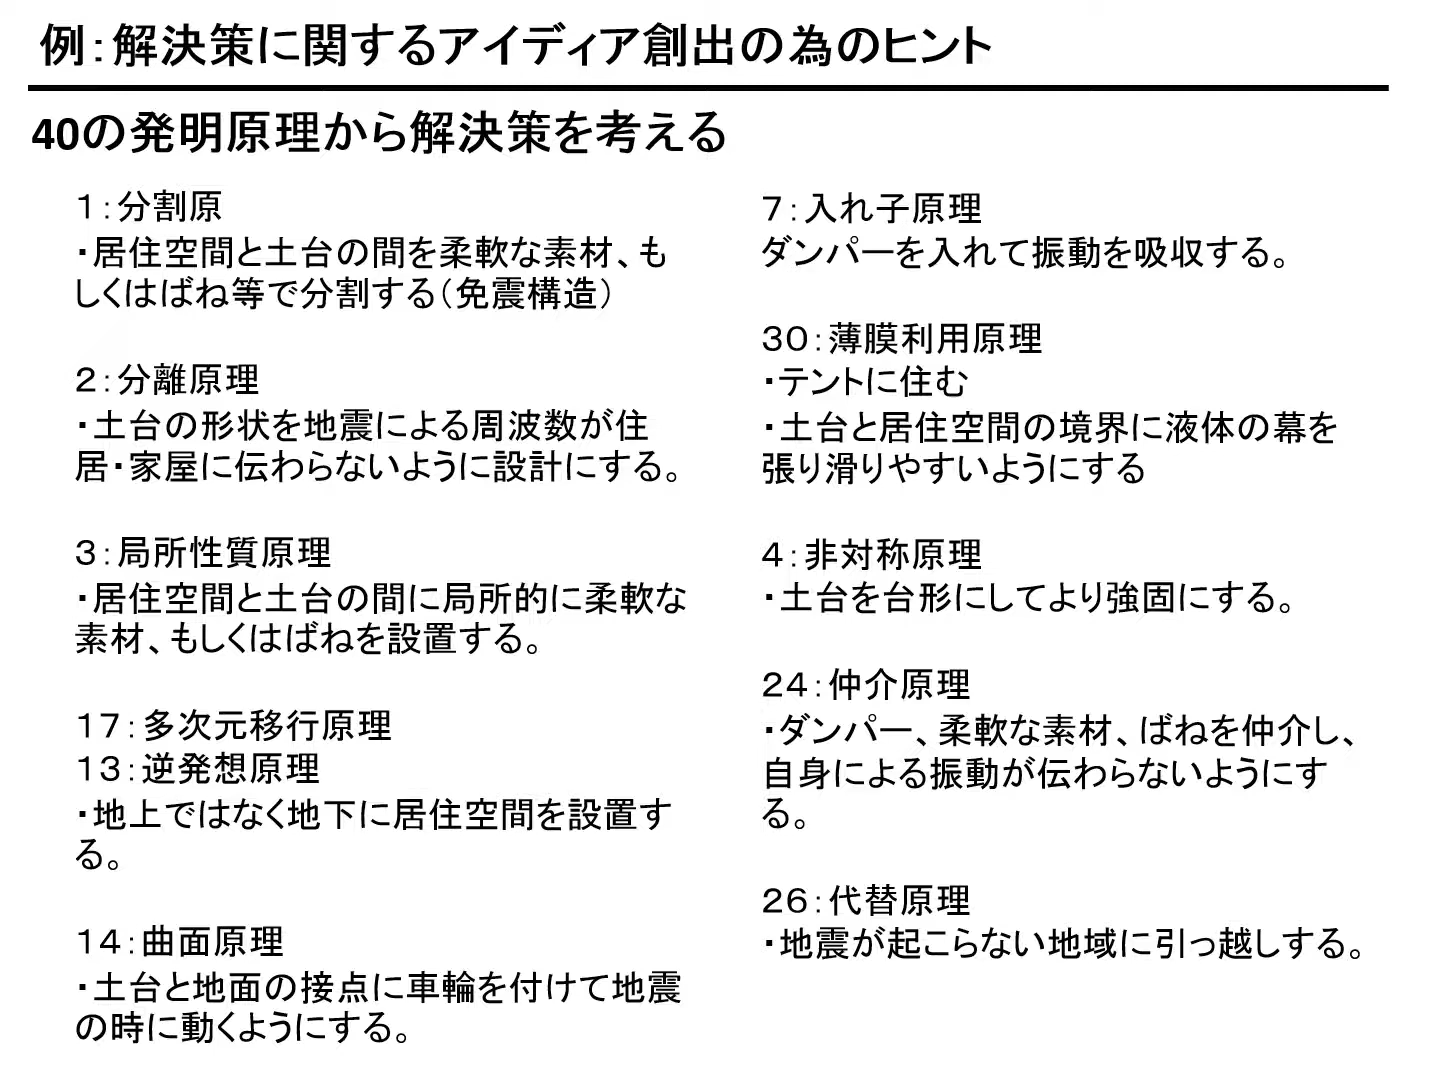 例：解決策に関するアイディア創出の為のヒント
40の発明原理から解決策を考える
１：分割原
・居住空間と土台の間を柔軟な素材、も
しくはばね等で分割する（免震構造）
２：分離原理
・土台の形状を地震による周波数が住
居・家屋に伝わらないように設計にする。
３：局所性質原理
・居住空間と土台の間に局所的に柔軟な
素材、もしくはばねを設置する。
１７：多次元移行原理
１３：逆発想原理
・地上ではなく地下に居住空間を設置す
る。
１４：曲面原理
・土台と地面の接点に車輪を付けて地震
の時に動くようにする。
７：入れ子原理
ダンパーを入れて振動を吸収する。
３０：薄膜利用原理
・テントに住む
・土台と居住空間の境界に液体の幕を
張り滑りやすいようにする
４：非対称原理
・土台を台形にしてより強固にする。
２４：仲介原理
・ダンパー、柔軟な素材、ばねを仲介し、
自身による振動が伝わらないようにす
る。
２６：代替原理
・地震が起こらない地域に引っ越しする。